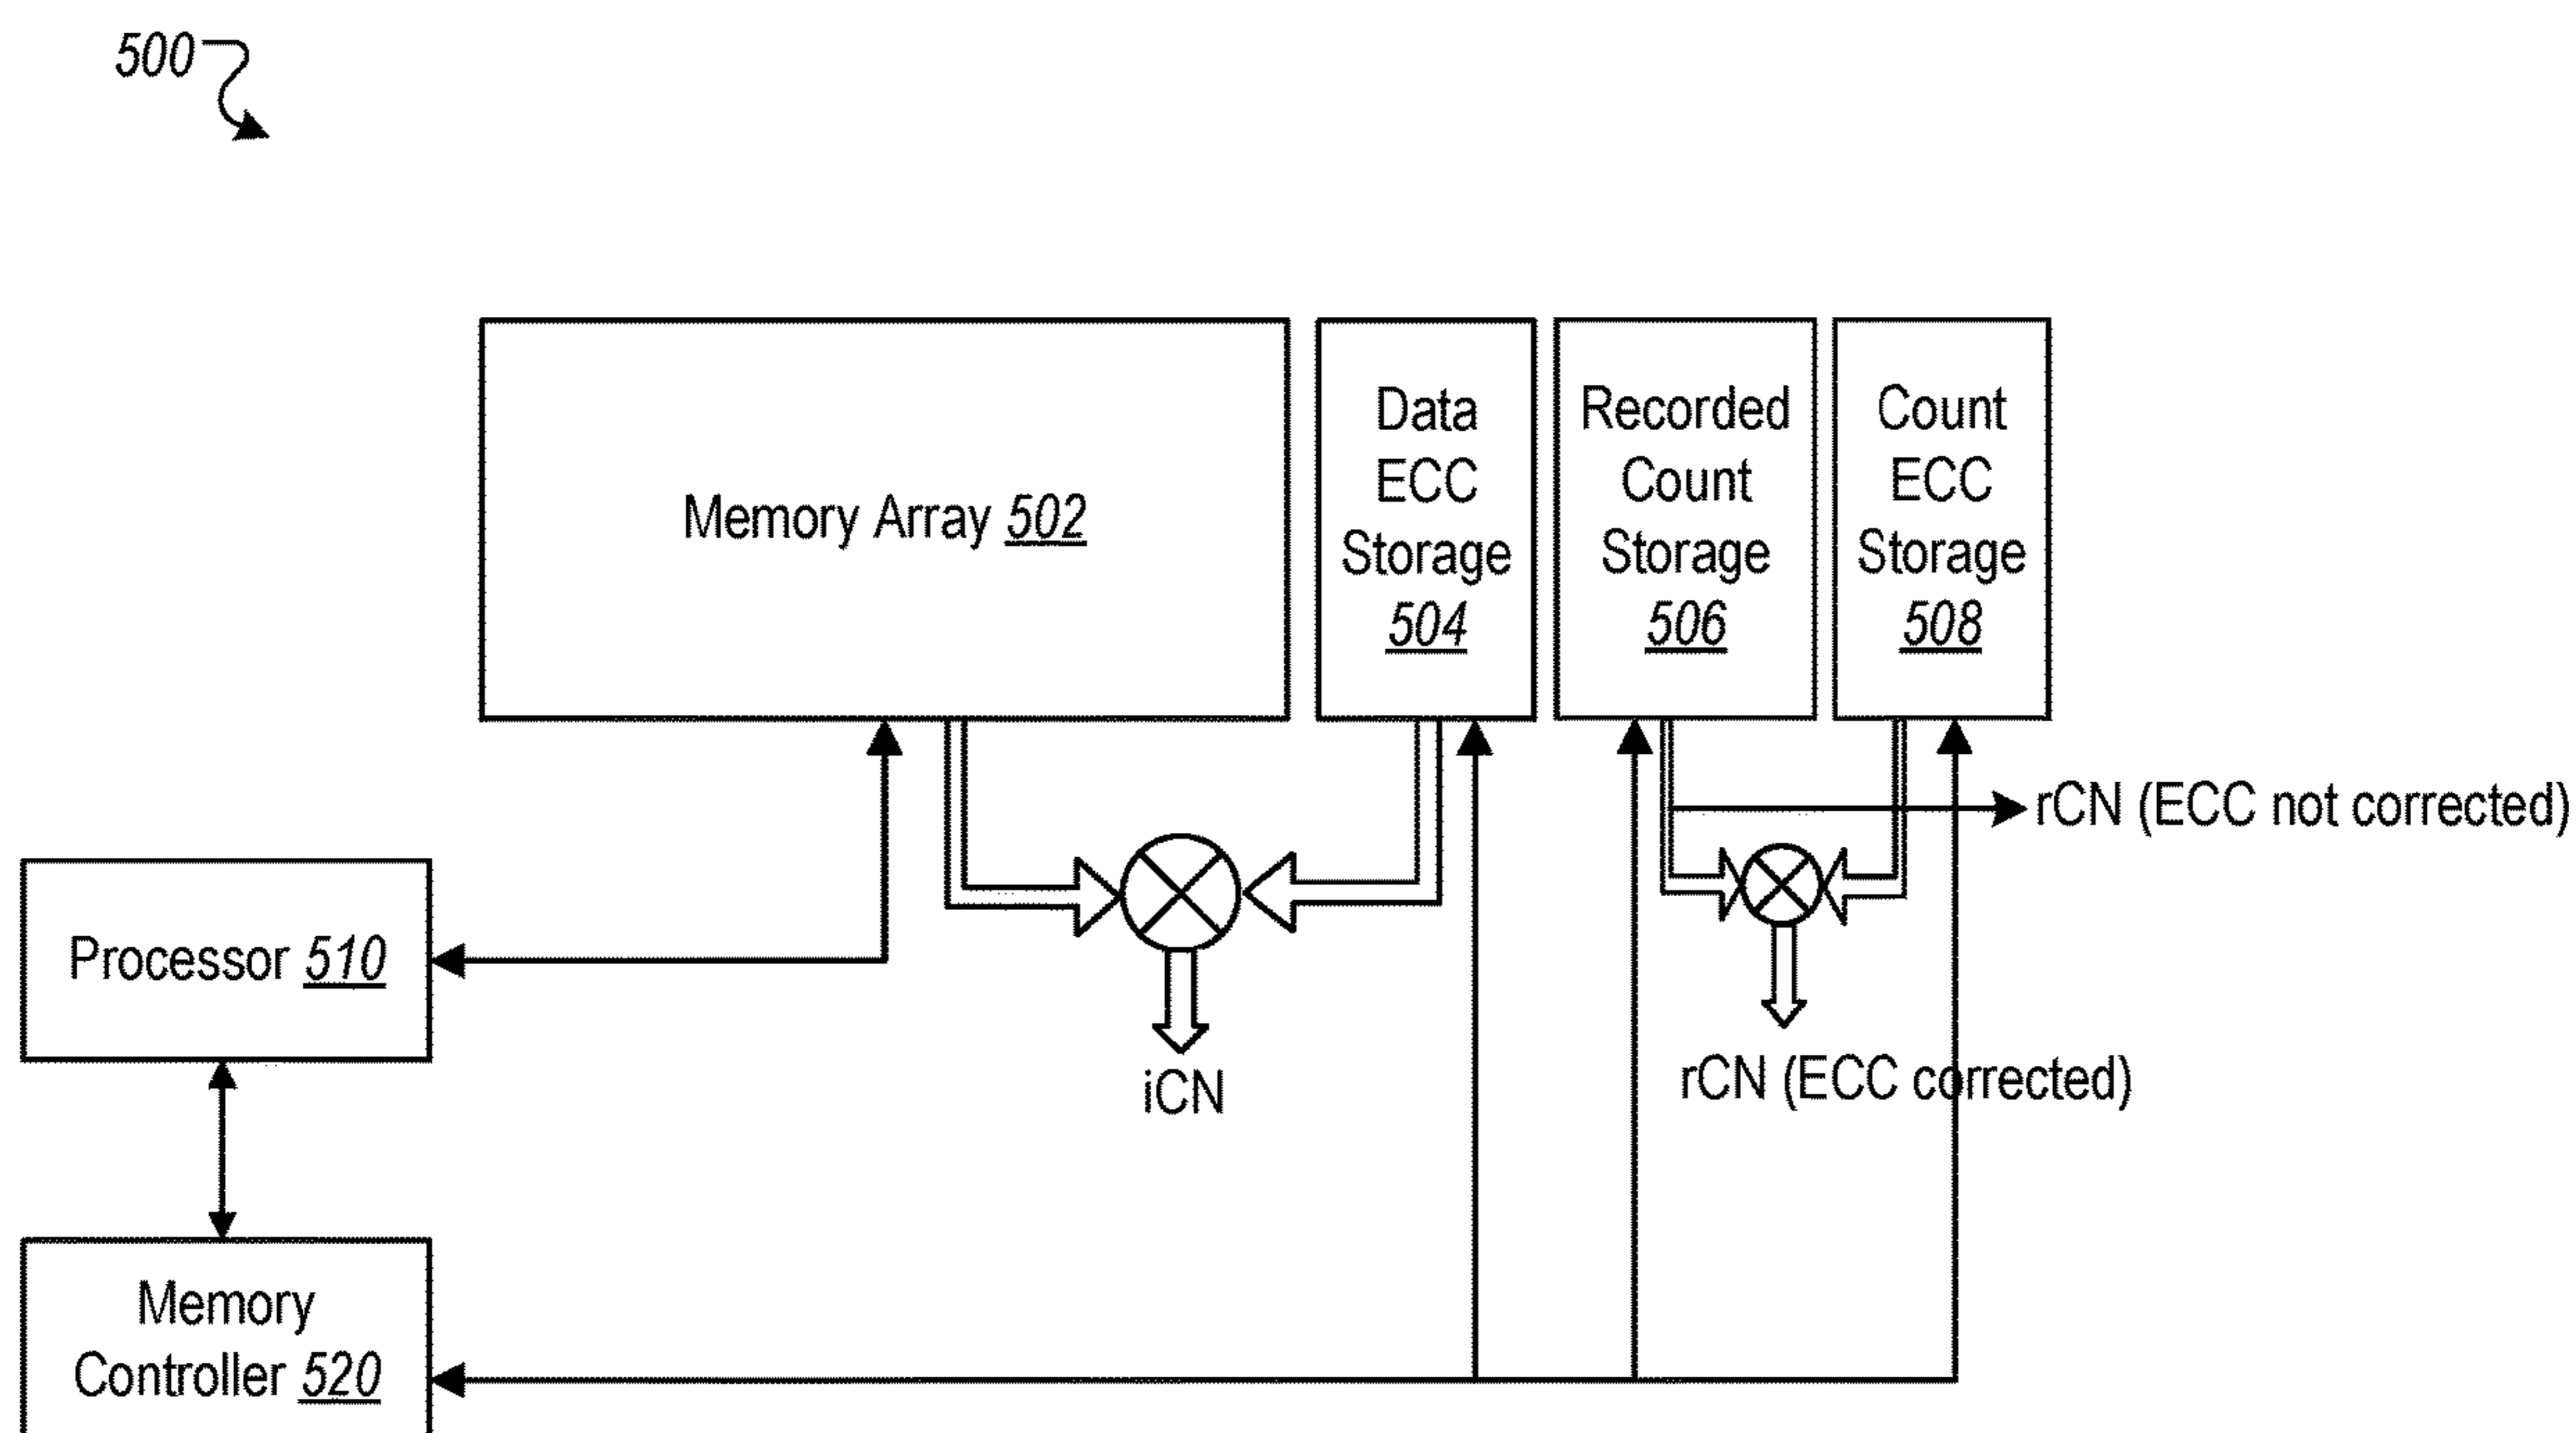 500
Memory Array 502
Data
ECC
Storage
504
Recorded
Count
Storage
506
Count
ECC
Storage
508
rCN (ECC not corrected)
Processor 510
iCN
rCN (ECC corrected)
Memory
Controller 520